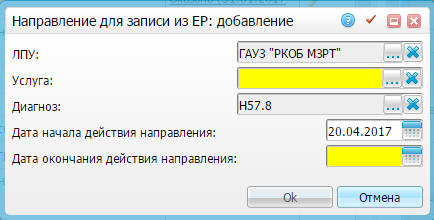 Направление для записи из ЕР: добавление
ЛПУ: ГАУЗ "РКОБ МЗРТ" ...
Услуга: ...
Диагноз: H57.8 ...
Дата начала действия направления: 20.04.2017
Дата окончания действия направления:
Ok Отмена